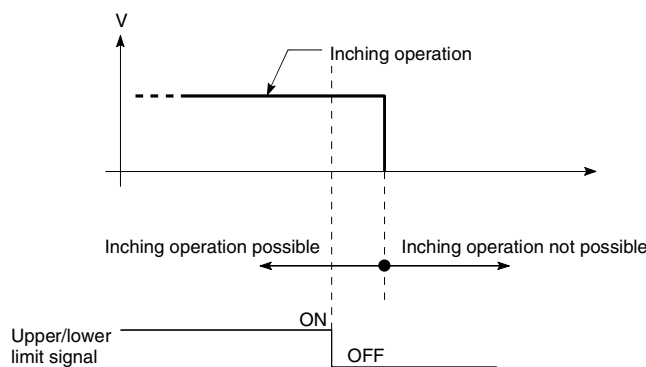 V
Inching operation
Inching operation possible
Inching operation not possible
ON
Upper/lower
limit signal
OFF